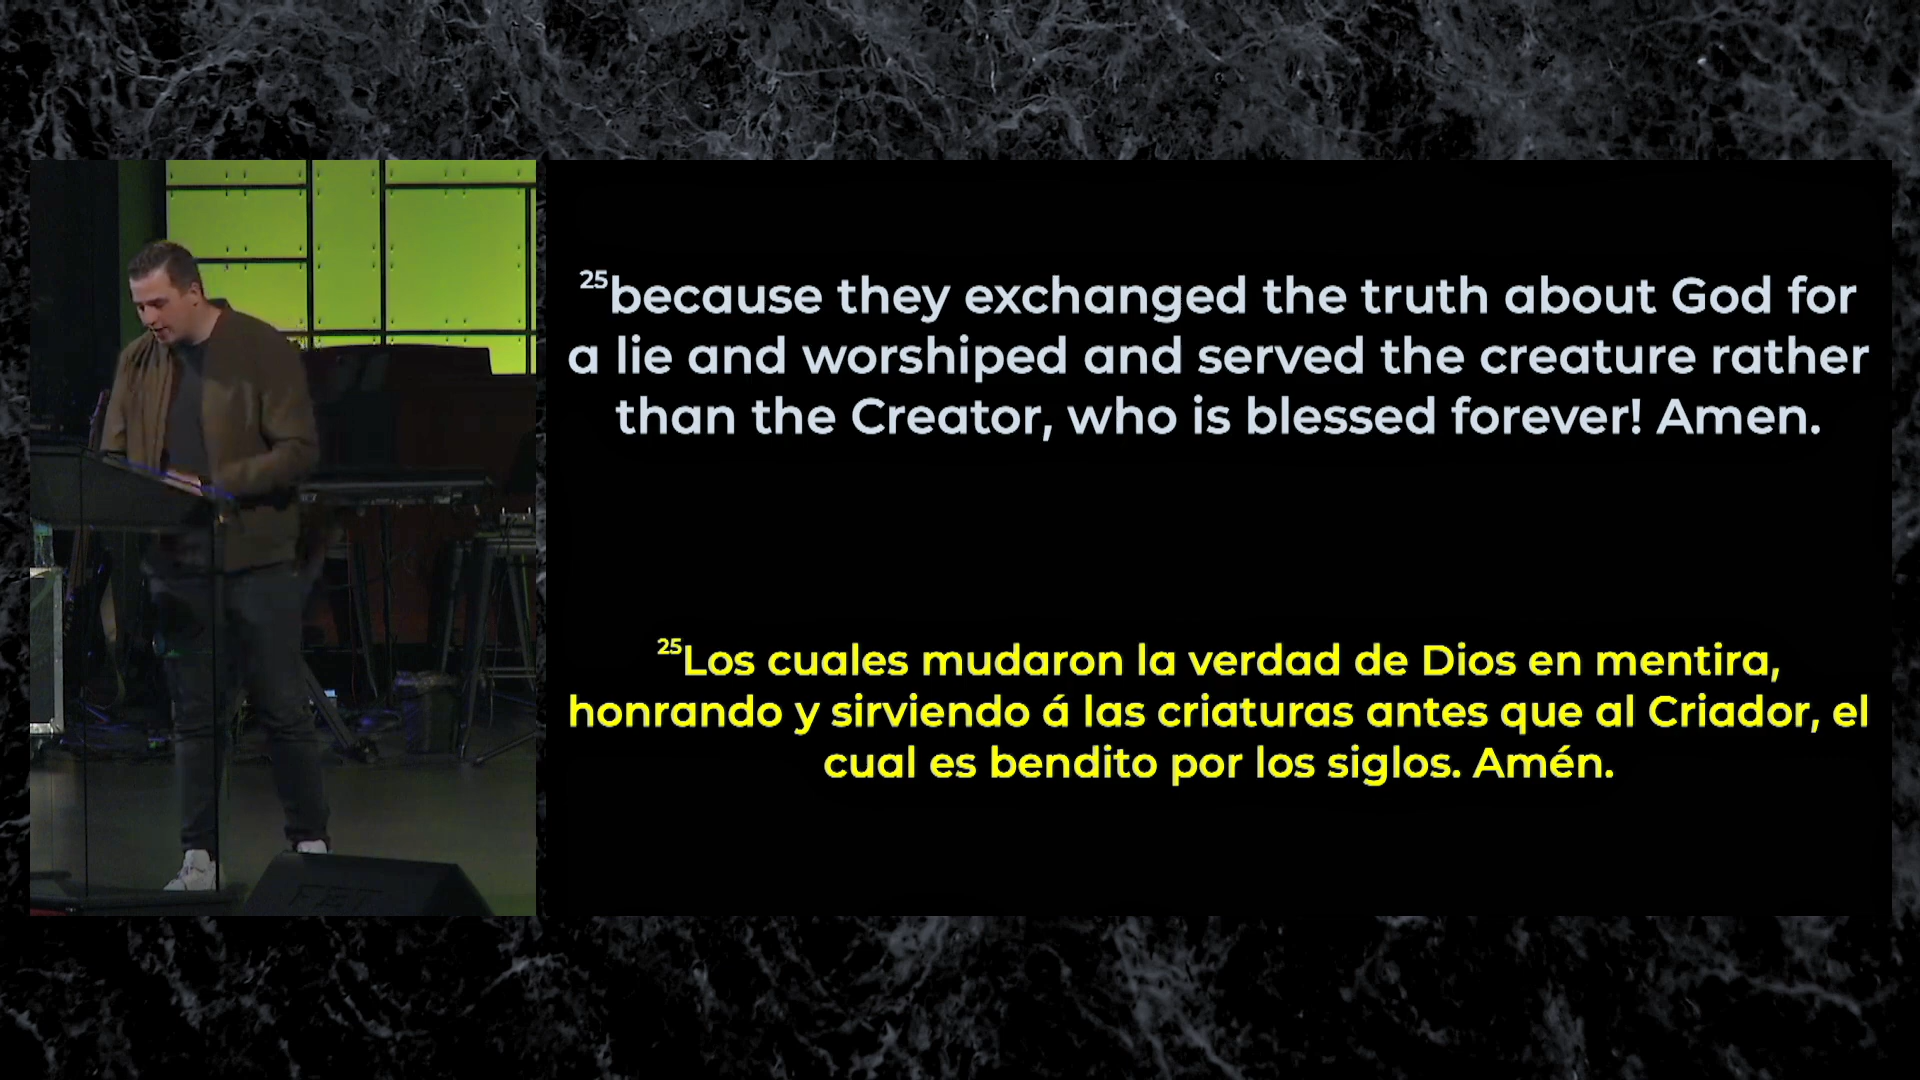 25because they exchanged the truth about God for
a lie and worshiped and served the creature rather
than the Creator, who is blessed forever! Amen.
25Los cuales mudaron la verdad de Dios en mentira,
honrando y sirviendo á las criaturas antes que al Criador, el
cual es bendito por los siglos. Amén.